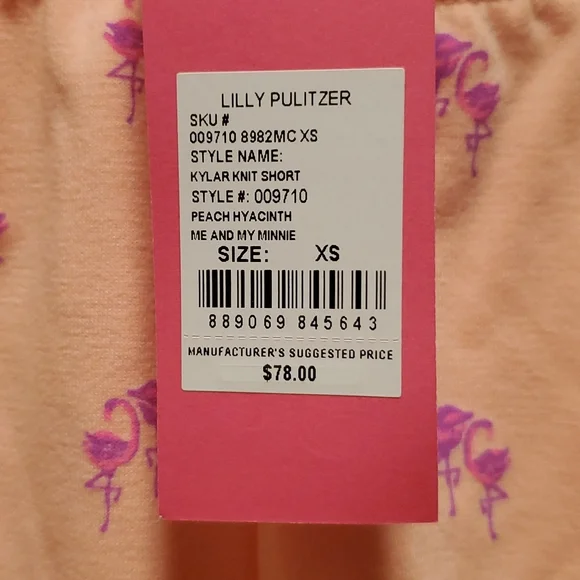 LILLY PULITZER
SKU #
009710 8982MC XS
STYLE NAME:
KYLAR KNIT SHORT
STYLE #: 009710
PEACH HYACINTH
ME AND MY MINNIE
SIZE: XS
889069 845643
MANUFACTURER'S SUGGESTED PRICE
$78.00